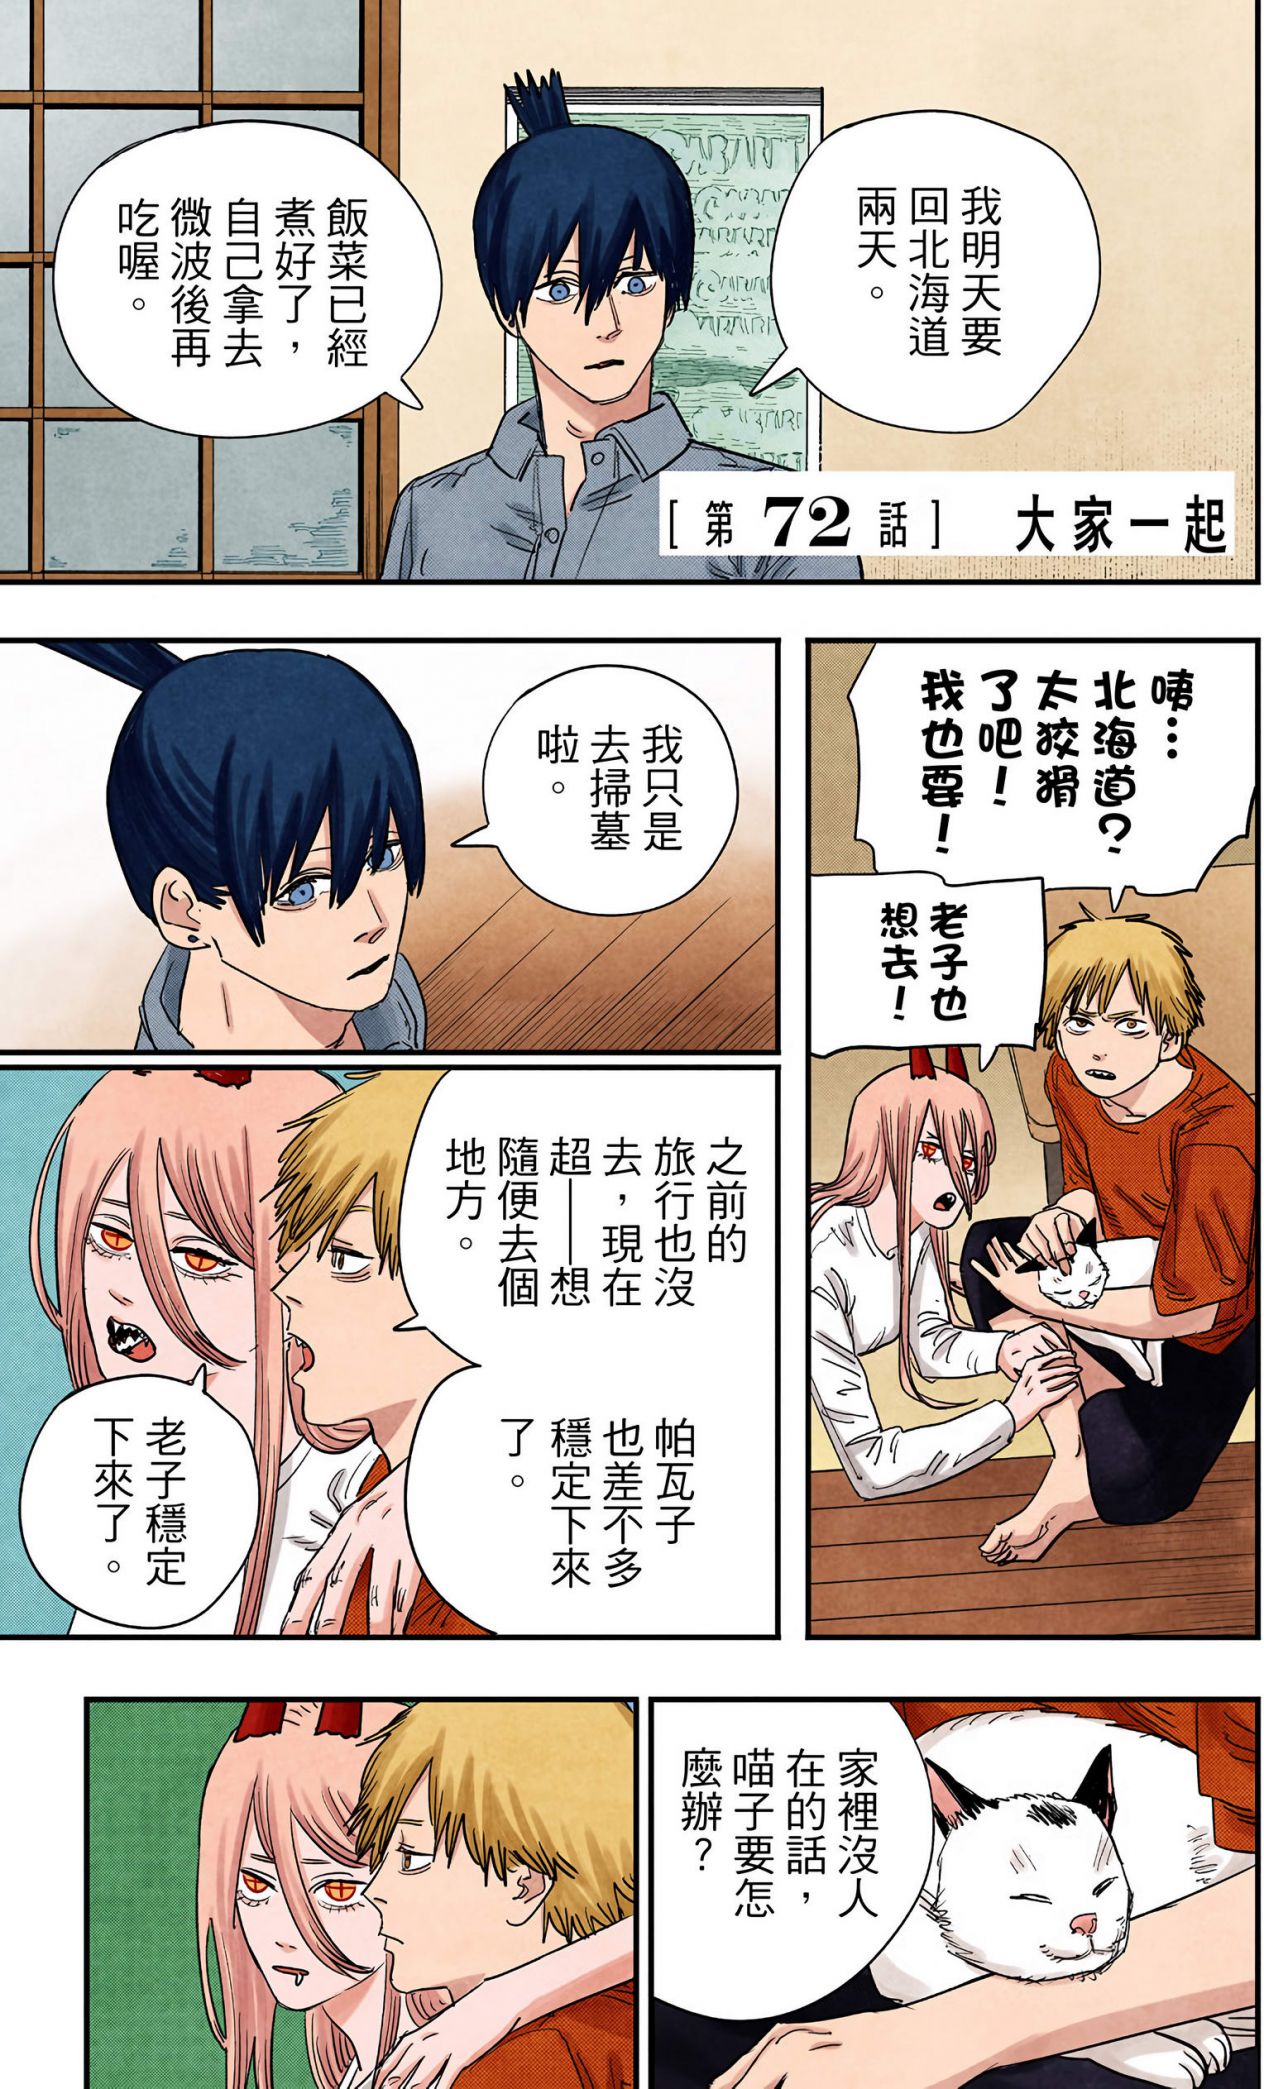 我明天要
回北海道
兩天。
飯菜已經
煮好了，
自己拿去
微波後再
吃喔。
[第72話] 大家一起
咦…
北海道？
太狡猾
了吧！
我也要！
老子也
想去！
我只是
去掃墓
啦。
之前的
旅行也沒
去，現在
超——想
隨便去個
地方。
帕瓦子
也差不多
穩定下來
了。
老子穩定
下來了。
家裡沒人
在的話，
喵子要怎
麼辦？